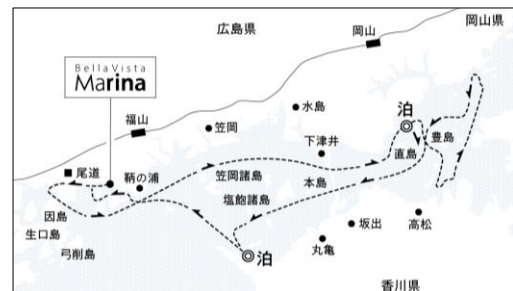 広島県
岡山
岡山県
BellaVista
Marina
福山
笠岡
水島
泊
豊島
下津井
直島
尾道
鞆の浦
笠岡諸島
本島
塩飽諸島
因島
生口島
弓削島
高松
坂出
丸亀
泊
香川県